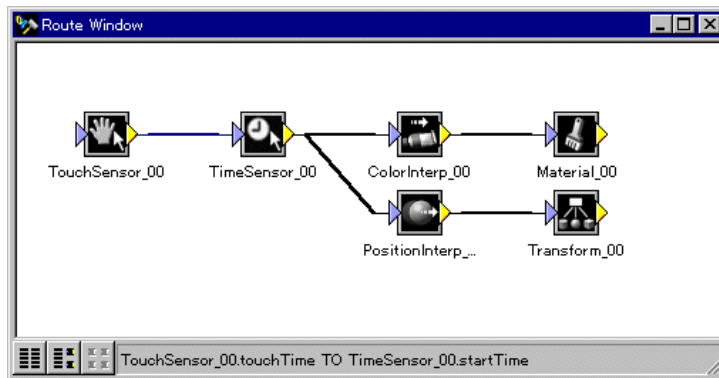 Route Window
TouchSensor_00 TimeSensor_00 ColorInterp_00 Material_00
PositionInterp_... Transform_00
TouchSensor_00.touchTime TO TimeSensor_00.startTime